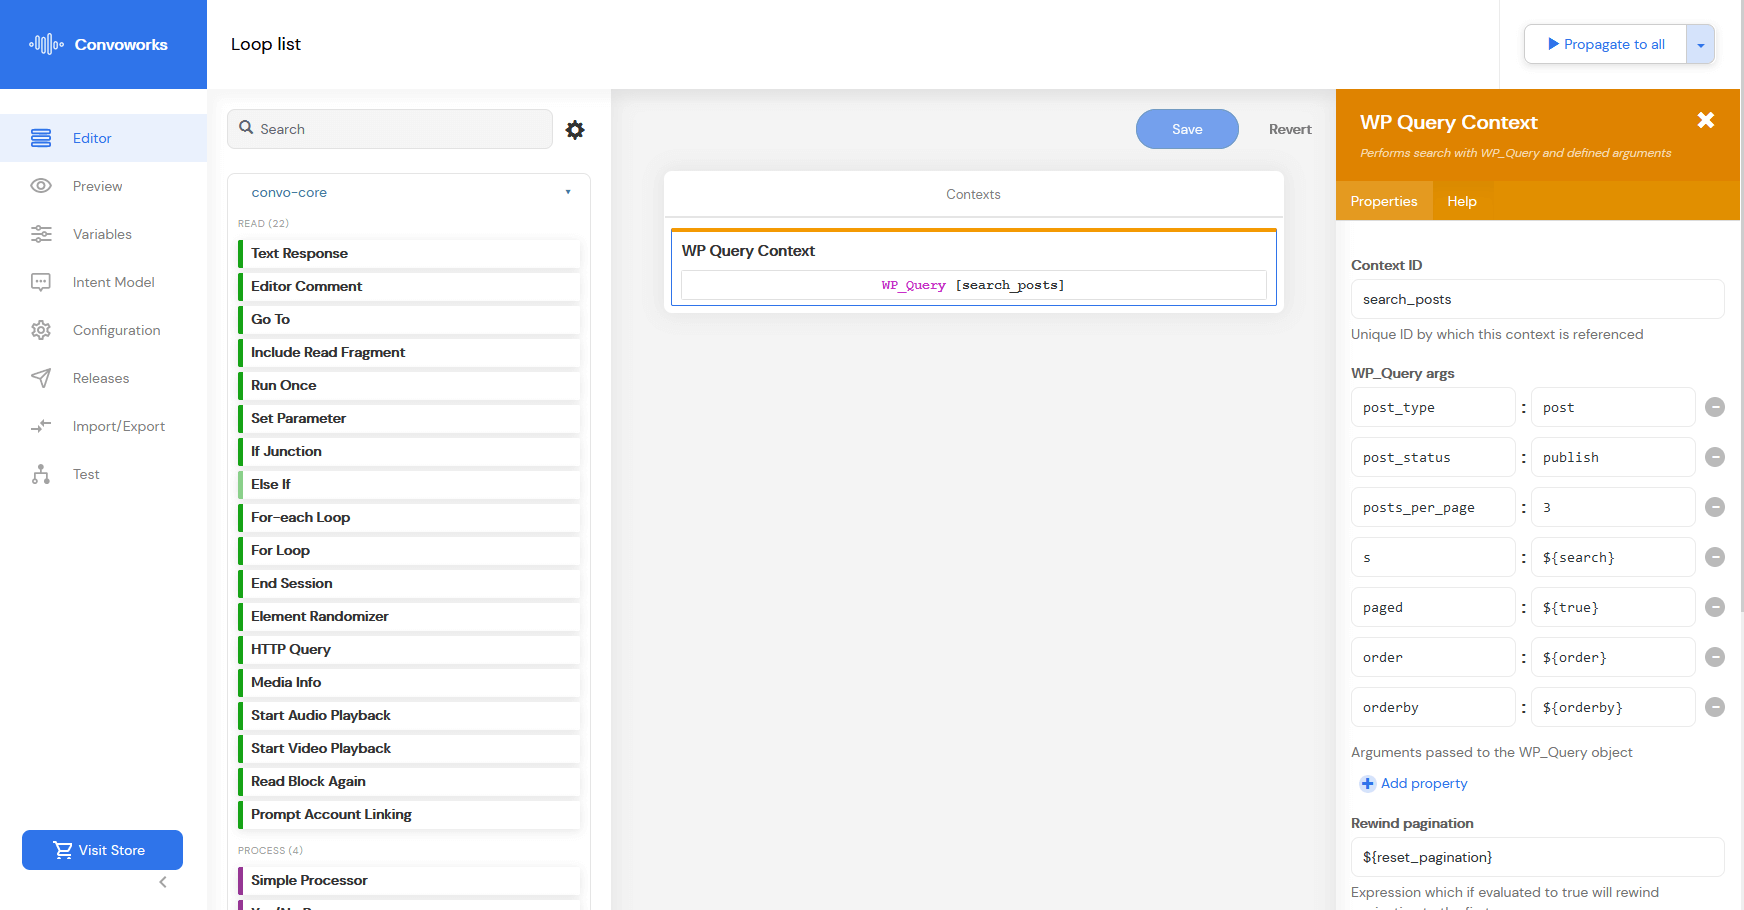 Convoworks
Loop list
Propagate to all
Editor
Preview
Variables
Intent Model
Configuration
Releases
Import/Export
Test
Visit Store
Search
convo-core
READ (22)
Text Response
Editor Comment
Go To
Include Read Fragment
Run Once
Set Parameter
If Junction
Else If
For-each Loop
For Loop
End Session
Element Randomizer
HTTP Query
Media Info
Start Audio Playback
Start Video Playback
Read Block Again
Prompt Account Linking
PROCESS (4)
Simple Processor
Save
Revert
Contexts
WP Query Context
WP_Query [search_posts]
WP Query Context
Performs search with WP_Query and defined arguments
Properties Help
Context ID
search_posts
Unique ID by which this context is referenced
WP_Query args
post_type : post
post_status : publish
posts_per_page : 3
s : ${search}
paged : ${true}
order : ${order}
orderby : ${orderby}
Arguments passed to the WP_Query object
Add property
Rewind pagination
${reset_pagination}
Expression which if evaluated to true will rewind